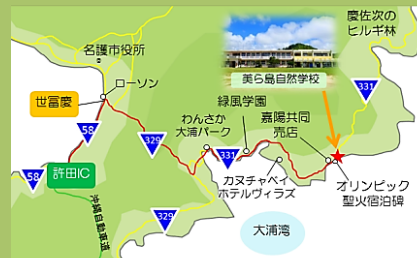 慶佐次の
ヒルギ林
名護市役所
ローソン
世冨慶
美ら島自然学校
331
58
329
わんさか
大浦パーク
緑風学園
嘉陽共同
売店
331
58
許田IC
カヌチャベイ
ホテルヴィラズ
オリンピック
聖火宿泊碑
329
沖縄自動車道
大浦湾